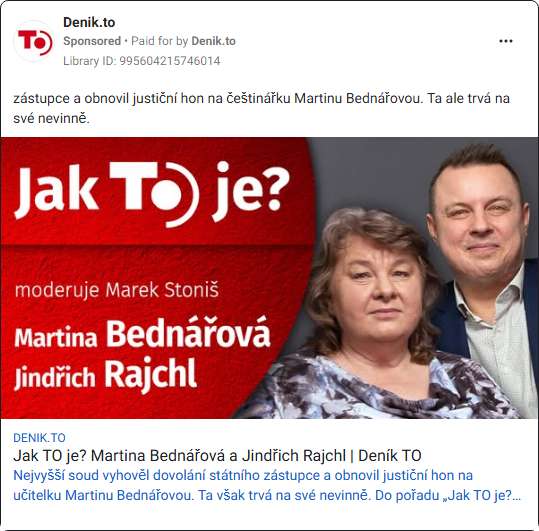 Denik.to
Sponsored • Paid for by Denik.to
Library ID: 995604215746014
zástupce a obnovil justiční hon na češtinářku Martinu Bednářovou. Ta ale trvá na
své nevinně.
Jak TO je?
moderuje Marek Stoniš
Martina Bednářová
Jindřich Rajchl
DENIK.TO
Jak TO je? Martina Bednářová a Jindřich Rajchl | Deník TO
Nejvyšší soud vyhověl dovolání státního zástupce a obnovil justiční hon na
učitelku Martinu Bednářovou. Ta však trvá na své nevinně. Do pořadu „Jak TO je?...